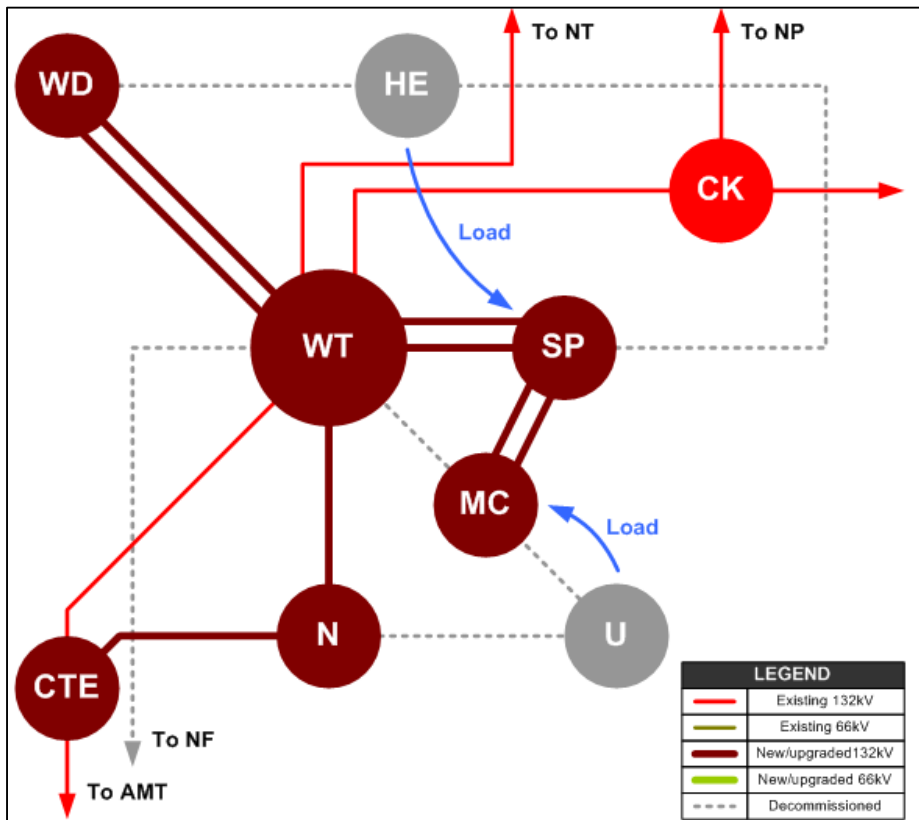 To NT
To NP
WD
HE
CK
Load
WT
SP
MC
Load
N
U
CTE
To NF
To AMT
LEGEND
Existing 132kV
Existing 66kV
New/upgraded132kV
New/upgraded 66kV
Decommissioned